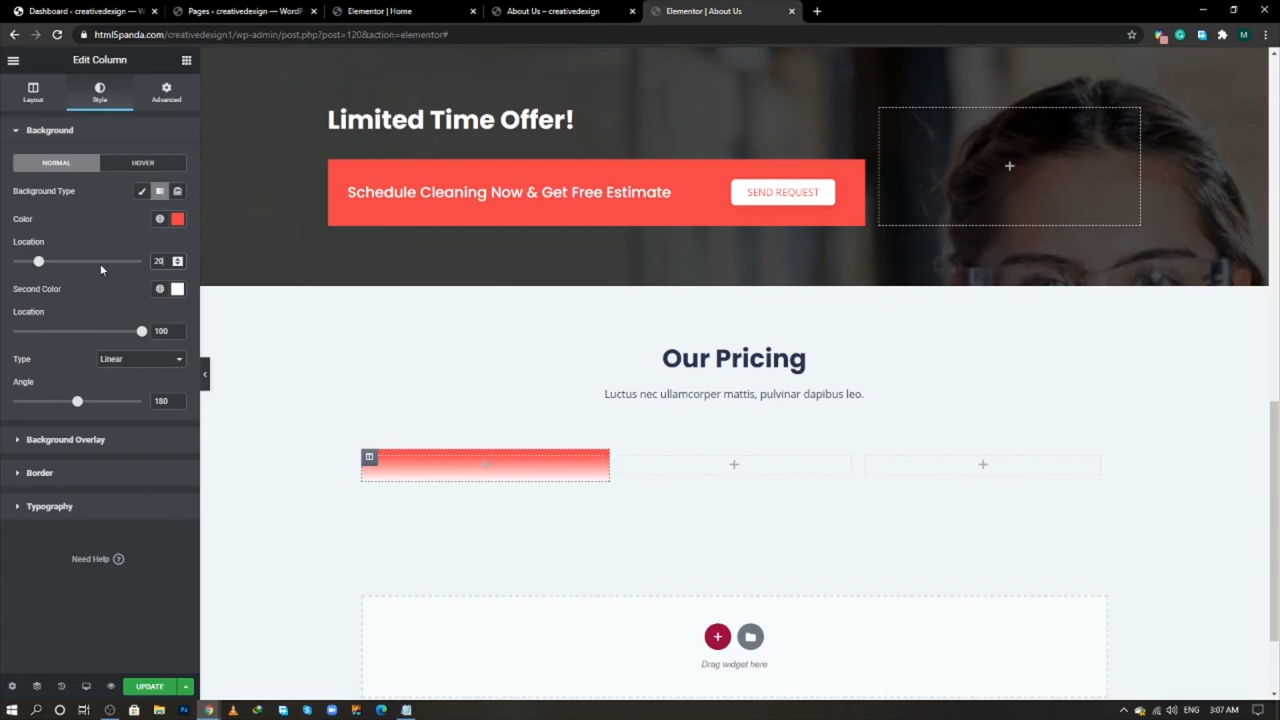 Dashboard ‹ creativedexign — W
Pages ‹ creativedexign — WordPr
Elementor | Home
About Us – creativedexign
Elementor | About Us
html5panda.com/creativedexign1/wp-admin/post.php?post=120&action=elementor#
M
Edit Column
Layout
Style
Advanced
Background
NORMAL
HOVER
Background Type
Color
Location
20
Second Color
Location
100
Type
Linear
Angle
180
Background Overlay
Border
Typography
Need Help
UPDATE
Limited Time Offer!
Schedule Cleaning Now & Get Free Estimate
SEND REQUEST
Our Pricing
Luctus nec ullamcorper mattis, pulvinar dapibus leo.
Drag widget here
ENG
3:07 AM